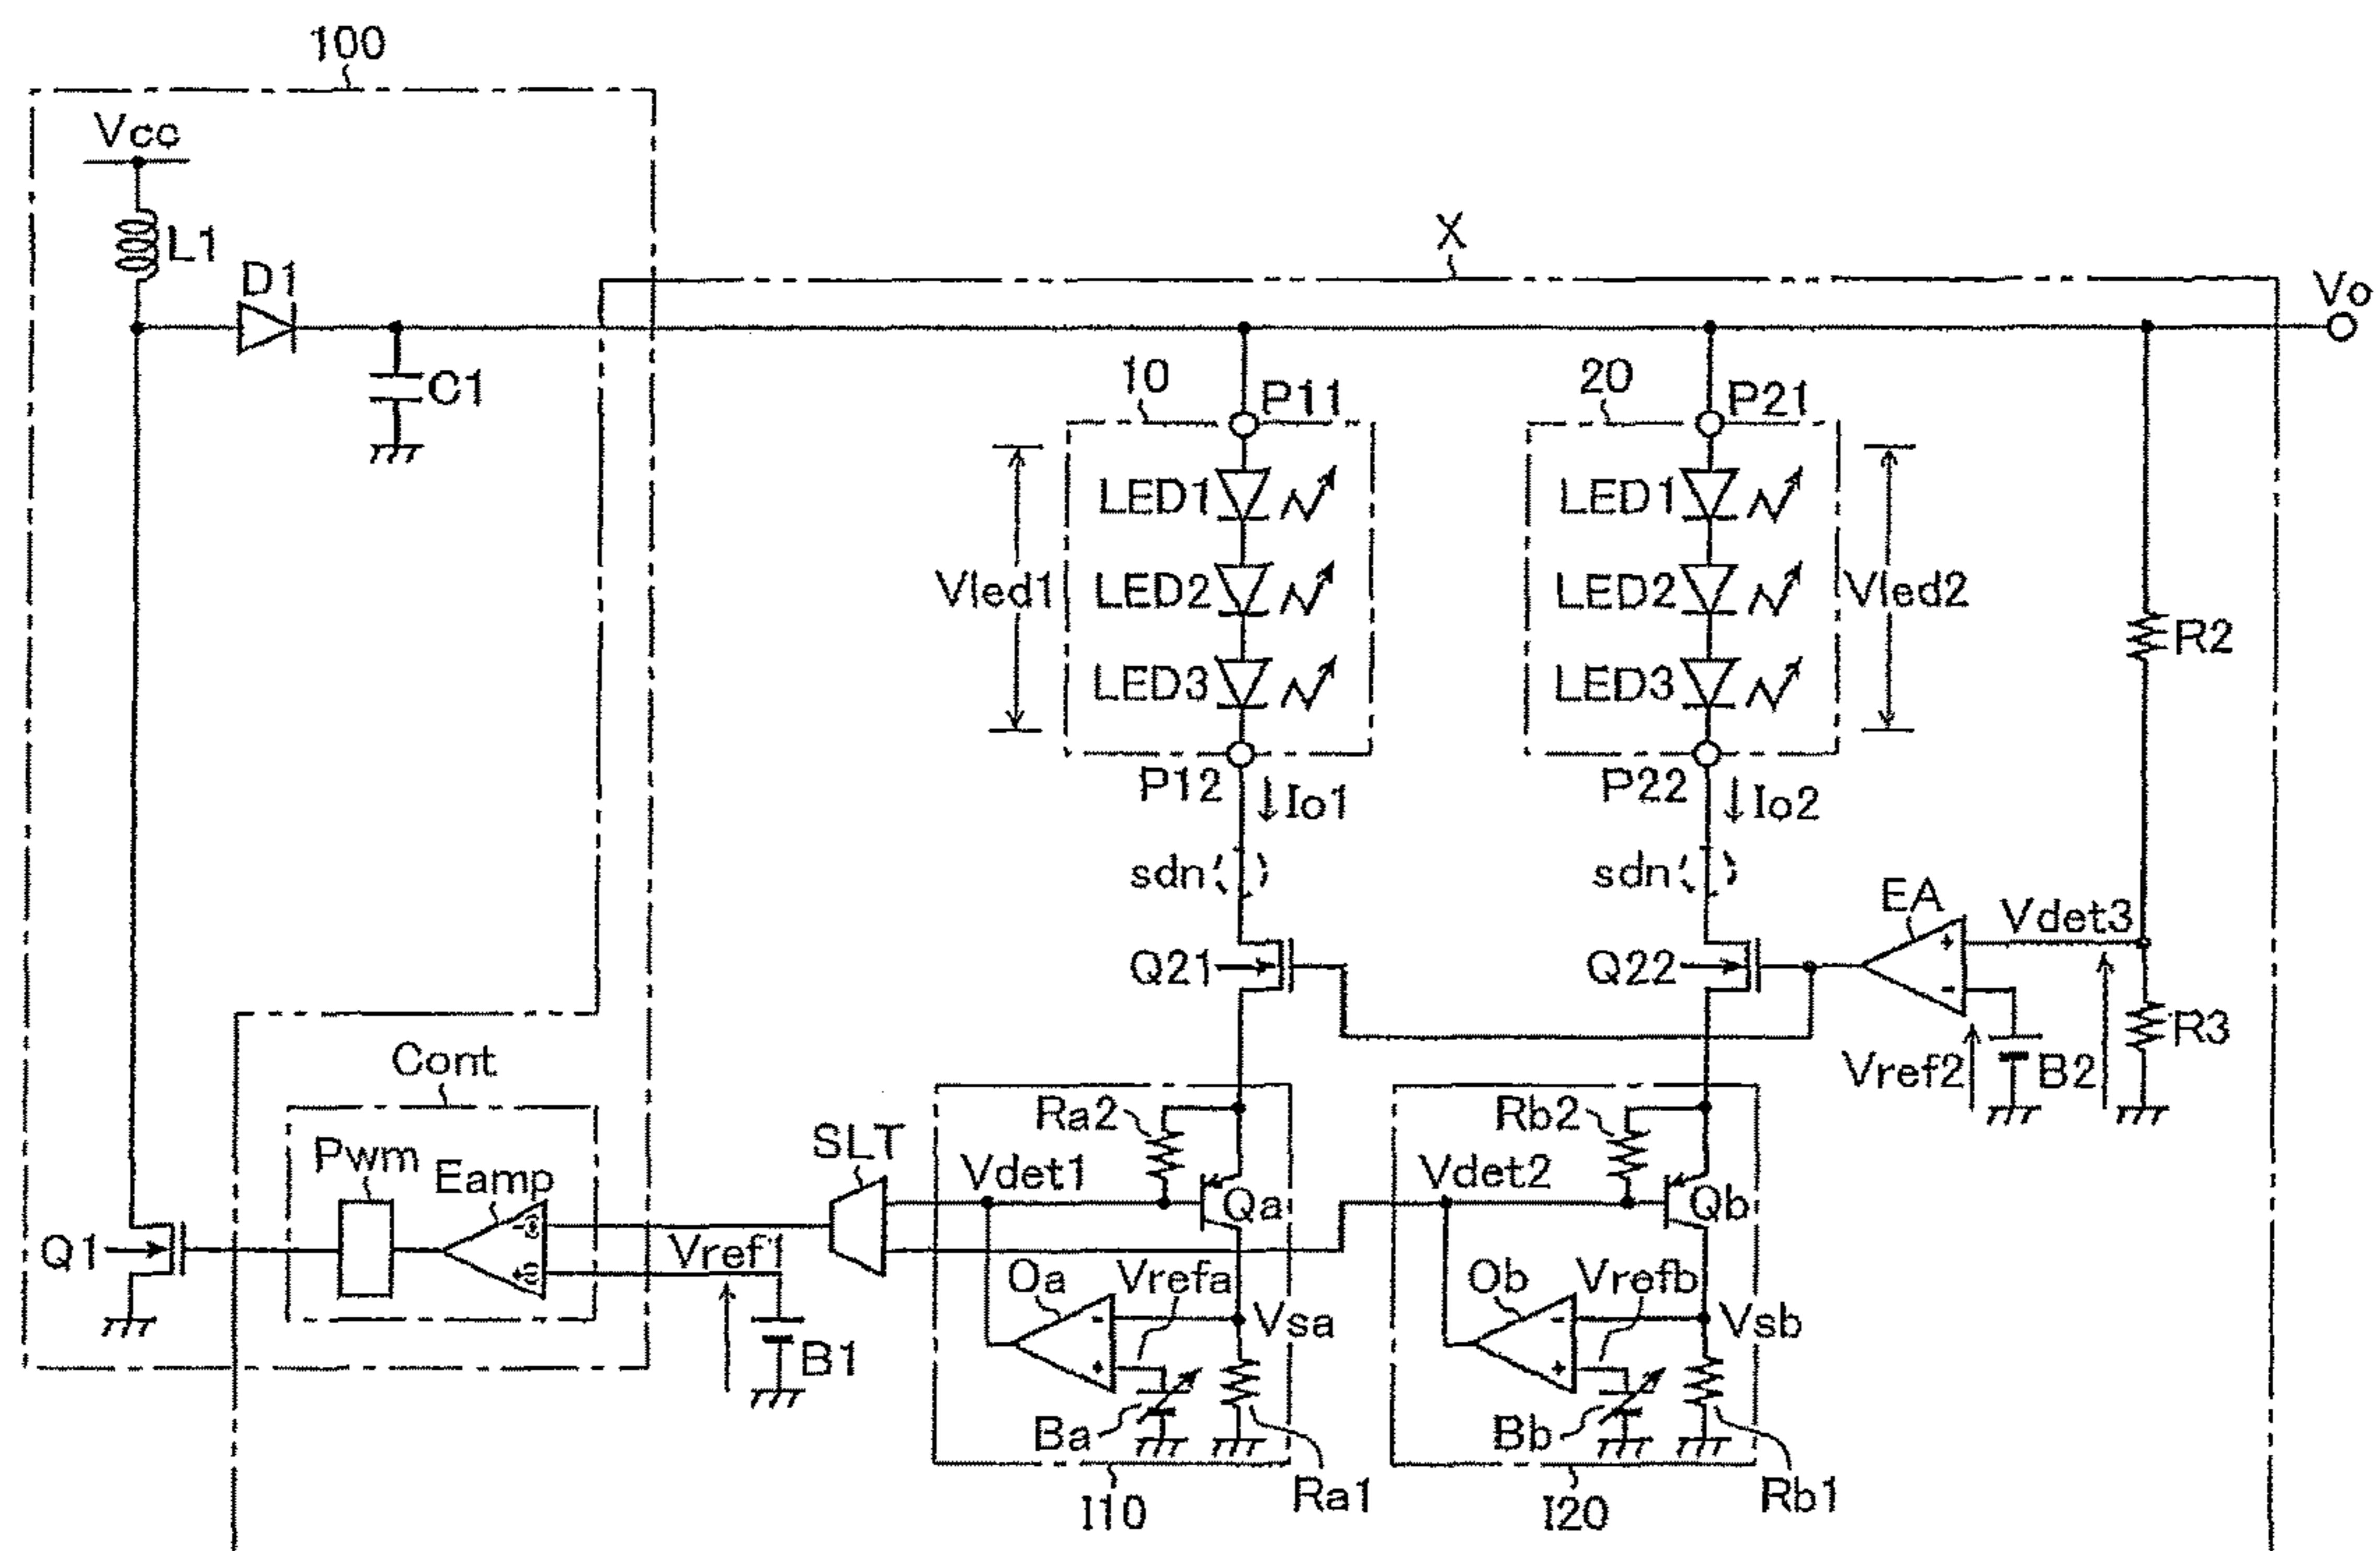 100
Vcc
L1
D1
X
Vo
C1
10
P11
20
P21
LED1
LED1
Vled1
LED2
LED2
Vled2
R2
LED3
LED3
P12
Io1
P22
Io2
sdn
sdn
EA
Vdet3
Q21
Q22
+
-
Cont
Vref2
B2
R3
Ra2
Rb2
Pwm
Eamp
SLT
Vdet1
Qa
Vdet2
Qb
Q1
Vref1
Oa
Vrefa
Ob
Vrefb
-
Vsa
-
Vsb
B1
+
+
Ba
Bb
Ra1
Rb1
I10
I20